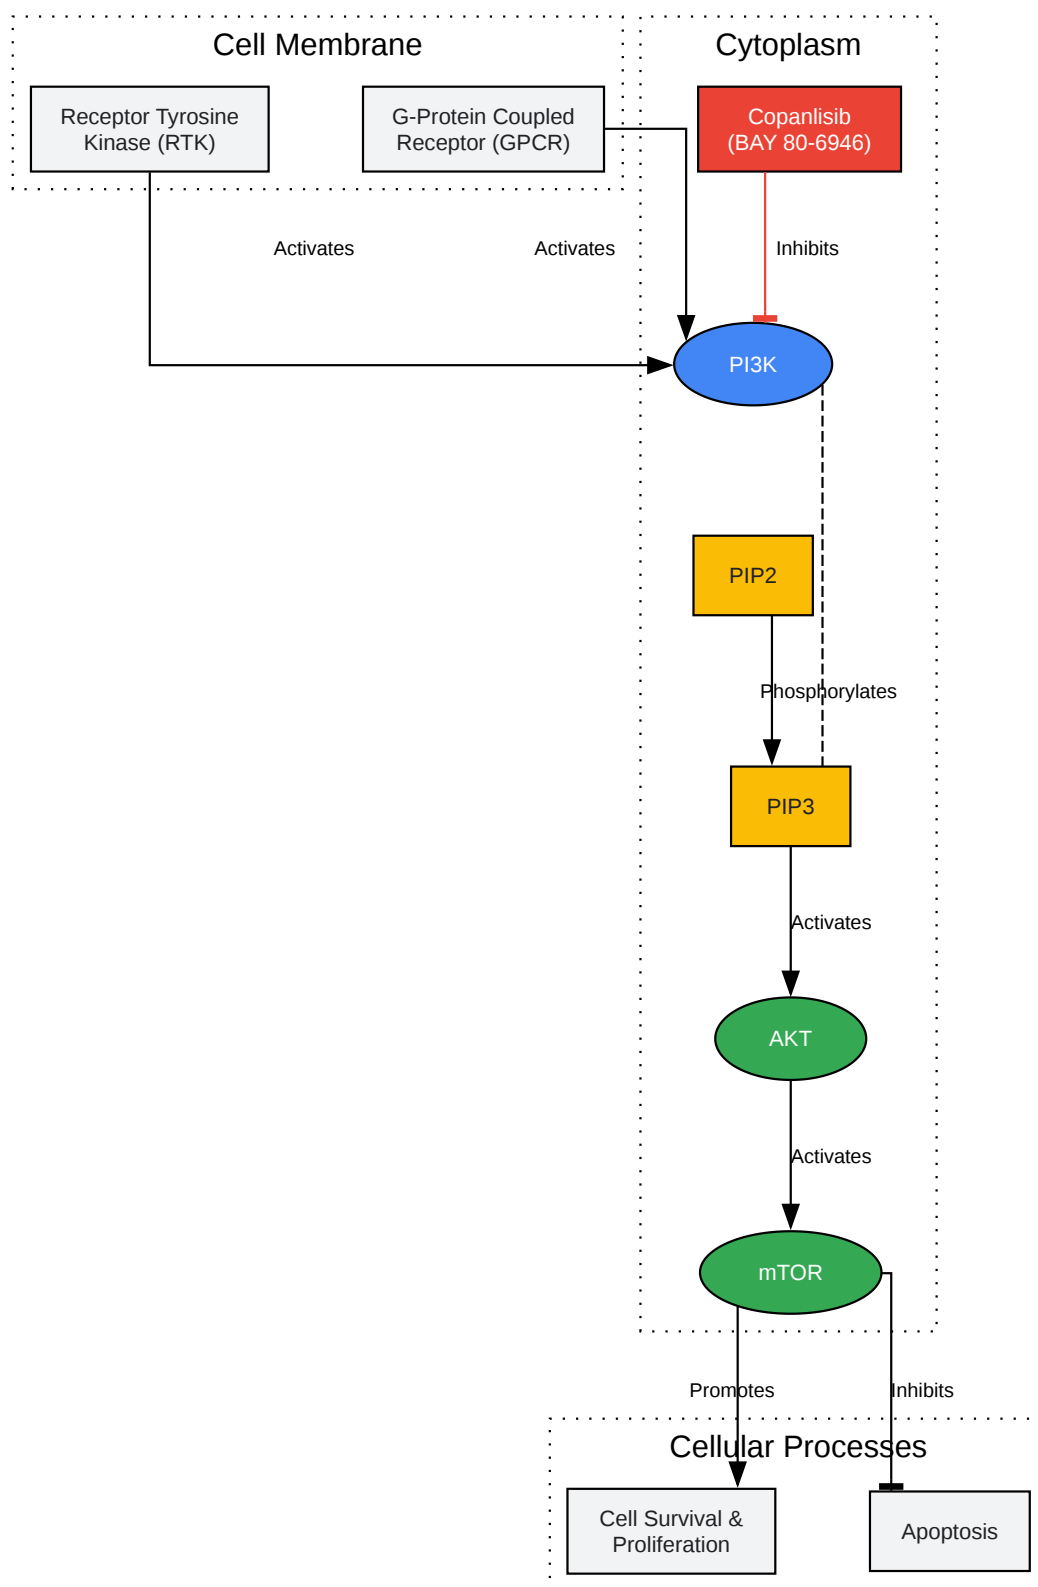 Cell Membrane
Cytoplasm
Receptor Tyrosine
Kinase (RTK)
G-Protein Coupled
Receptor (GPCR)
Copanlisib
(BAY 80-6946)
Activates
Activates
Inhibits
PI3K
PIP2
Phosphorylates
PIP3
Activates
AKT
Activates
mTOR
Promotes
Inhibits
Cellular Processes
Cell Survival &
Proliferation
Apoptosis